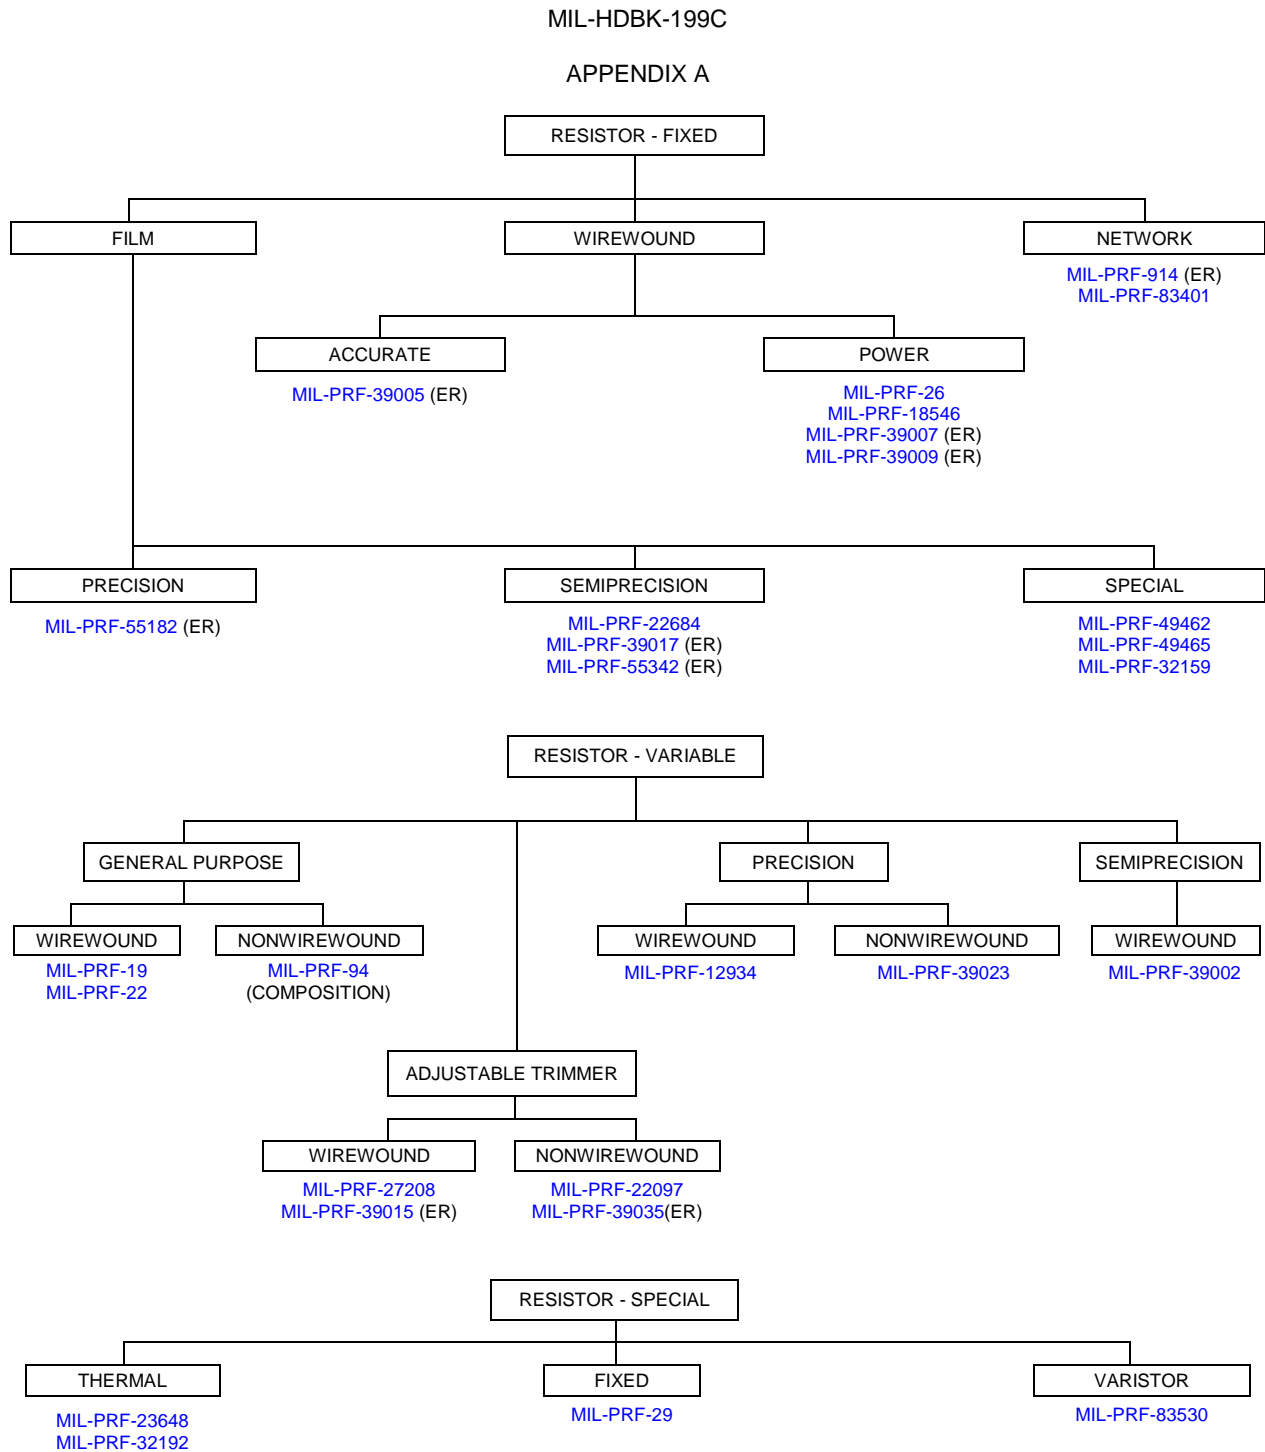 MIL-HDBK-199C
APPENDIX A
RESISTOR - FIXED
FILM
WIREWOUND
NETWORK
MIL-PRF-914 (ER)
MIL-PRF-83401
ACCURATE
MIL-PRF-39005 (ER)
POWER
MIL-PRF-26
MIL-PRF-18546
MIL-PRF-39007 (ER)
MIL-PRF-39009 (ER)
PRECISION
MIL-PRF-55182 (ER)
SEMIPRECISION
MIL-PRF-22684
MIL-PRF-39017 (ER)
MIL-PRF-55342 (ER)
SPECIAL
MIL-PRF-49462
MIL-PRF-49465
MIL-PRF-32159
RESISTOR - VARIABLE
GENERAL PURPOSE
PRECISION
SEMIPRECISION
WIREWOUND
MIL-PRF-19
MIL-PRF-22
NONWIREWOUND
MIL-PRF-94
(COMPOSITION)
WIREWOUND
MIL-PRF-12934
NONWIREWOUND
MIL-PRF-39023
WIREWOUND
MIL-PRF-39002
ADJUSTABLE TRIMMER
WIREWOUND
MIL-PRF-27208
MIL-PRF-39015 (ER)
NONWIREWOUND
MIL-PRF-22097
MIL-PRF-39035(ER)
RESISTOR - SPECIAL
THERMAL
MIL-PRF-23648
MIL-PRF-32192
FIXED
MIL-PRF-29
VARISTOR
MIL-PRF-83530